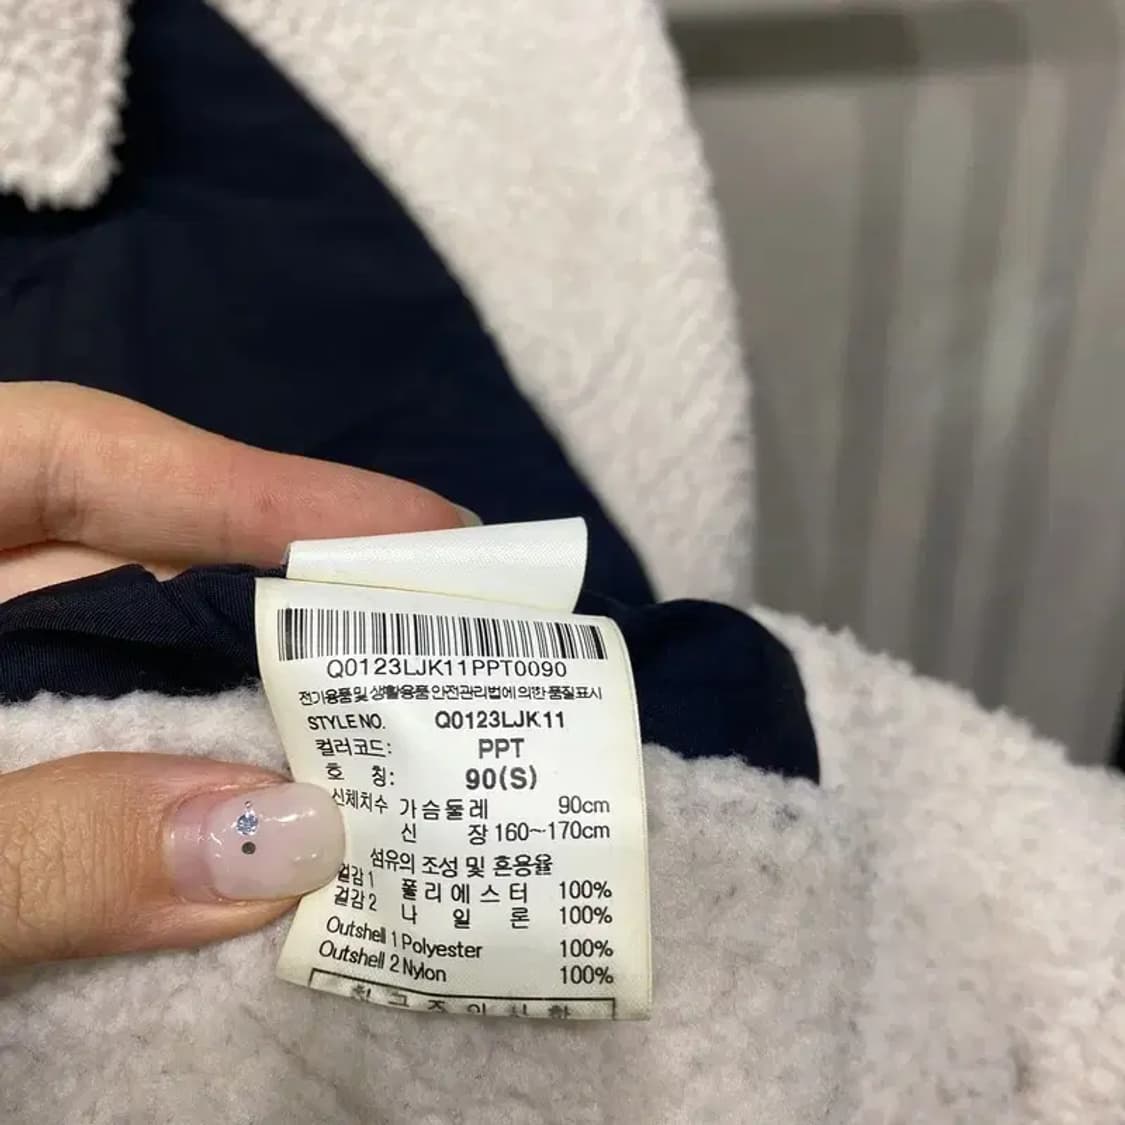 Q0123LJK11PPT0090
전기용품 및 생활용품 안전관리법에 의한 품질표시
STYLE NO. Q0123LJK11
컬러코드: PPT
호 칭: 90(S)
신체치수 가슴둘레 90cm
신 장 160~170cm
섬유의 조성 및 혼용율
겉감1 폴리에스터 100%
겉감2 나 일 론 100%
Outshell 1 Polyester 100%
Outshell 2 Nylon 100%